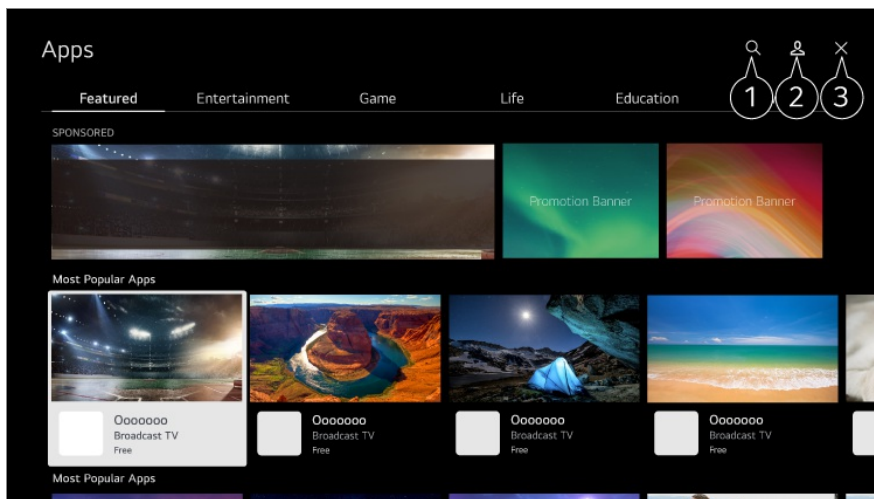 Apps
1 2 3
Featured Entertainment Game Life Education
SPONSORED
Promotion Banner Promotion Banner
Most Popular Apps
Ooooooo Ooooooo Ooooooo Ooooooo
Broadcast TV Broadcast TV Broadcast TV Broadcast TV
Free Free Free Free
Most Popular Apps